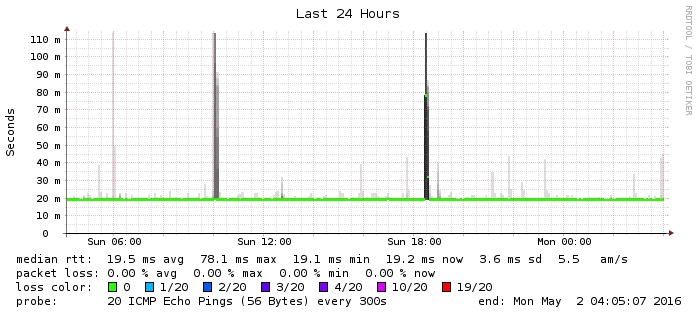 Last 24 Hours
RRDTOOL / TOBI OETIKER
Seconds
110 m
100 m
90 m
80 m
70 m
60 m
50 m
40 m
30 m
20 m
10 m
0
Sun 06:00 Sun 12:00 Sun 18:00 Mon 00:00
median rtt: 19.5 ms avg 78.1 ms max 19.1 ms min 19.2 ms now 3.6 ms sd 5.5 am/s
packet loss: 0.00 % avg 0.00 % max 0.00 % min 0.00 % now
loss color: 0 1/20 2/20 3/20 4/20 10/20 19/20
probe: 20 ICMP Echo Pings (56 Bytes) every 300s end: Mon May 2 04:05:07 2016